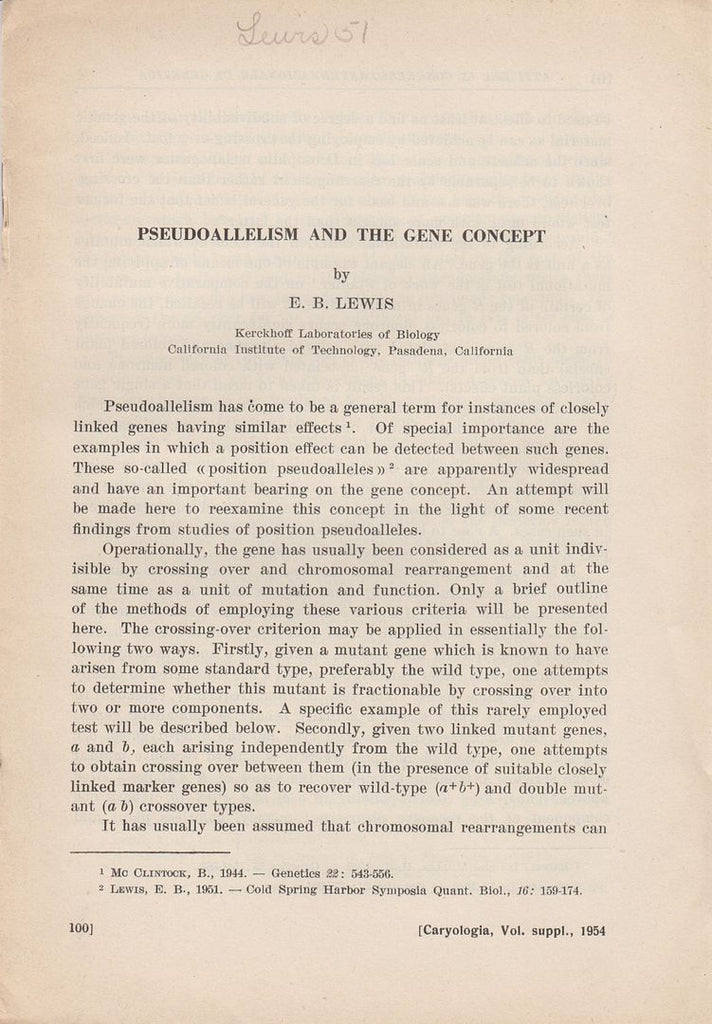 Lewis 51
PSEUDOALLELISM AND THE GENE CONCEPT
by
E. B. LEWIS
Kerckhoff Laboratories of Biology
California Institute of Technology, Pasadena, California
Pseudoallelism has come to be a general term for instances of closely
linked genes having similar effects ¹. Of special importance are the
examples in which a position effect can be detected between such genes.
These so-called « position pseudoalleles » ² are apparently widespread
and have an important bearing on the gene concept. An attempt will
be made here to reexamine this concept in the light of some recent
findings from studies of position pseudoalleles.
Operationally, the gene has usually been considered as a unit indiv-
isible by crossing over and chromosomal rearrangement and at the
same time as a unit of mutation and function. Only a brief outline
of the methods of employing these various criteria will be presented
here. The crossing-over criterion may be applied in essentially the fol-
lowing two ways. Firstly, given a mutant gene which is known to have
arisen from some standard type, preferably the wild type, one attempts
to determine whether this mutant is fractionable by crossing over into
two or more components. A specific example of this rarely employed
test will be described below. Secondly, given two linked mutant genes,
a and b, each arising independently from the wild type, one attempts
to obtain crossing over between them (in the presence of suitable closely
linked marker genes) so as to recover wild-type (a⁺b⁺) and double mut-
ant (a b) crossover types.
It has usually been assumed that chromosomal rearrangements can
¹ Mc Clintock, B., 1944. — Genetics 22: 543-556.
² Lewis, E. B., 1951. — Cold Spring Harbor Symposia Quant. Biol., 16: 159-174.
100]
[Caryologia, Vol. suppl., 1954